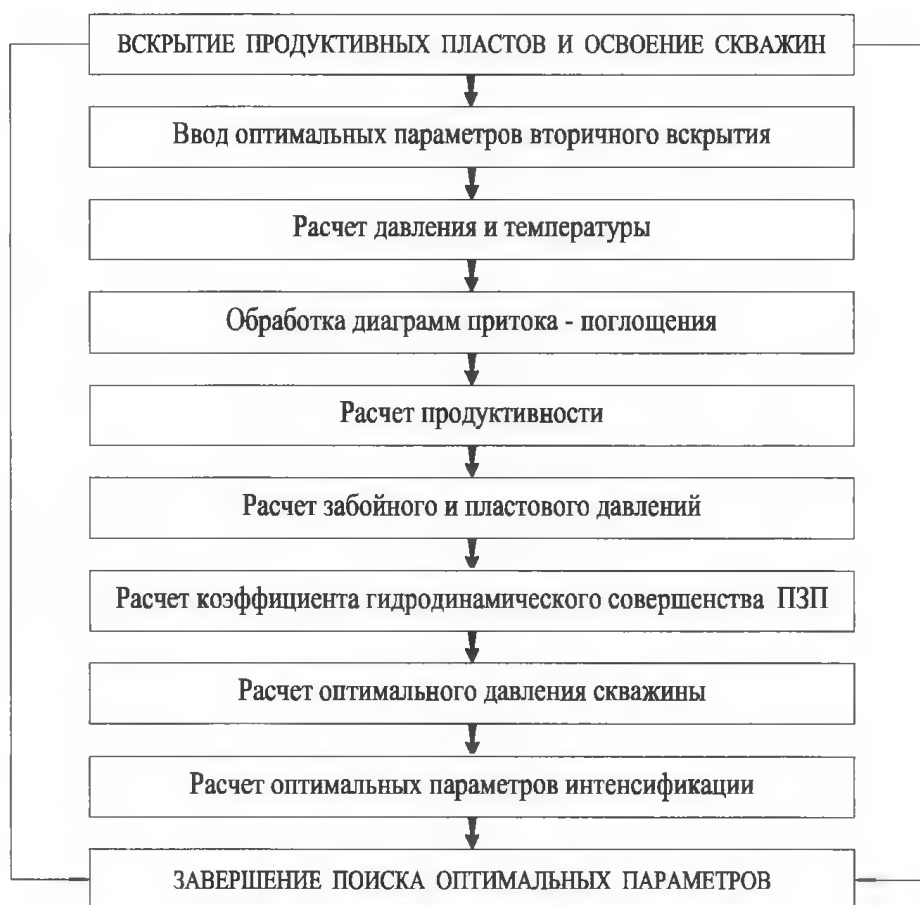 ВСКРЫТИЕ ПРОДУКТИВНЫХ ПЛАСТОВ И ОСВОЕНИЕ СКВАЖИН
Ввод оптимальных параметров вторичного вскрытия
Расчет давления и температуры
Обработка диаграмм притока - поглощения
Расчет продуктивности
Расчет забойного и пластового давлений
Расчет коэффициента гидродинамического совершенства ПЗП
Расчет оптимального давления скважины
Расчет оптимальных параметров интенсификации
ЗАВЕРШЕНИЕ ПОИСКА ОПТИМАЛЬНЫХ ПАРАМЕТРОВ